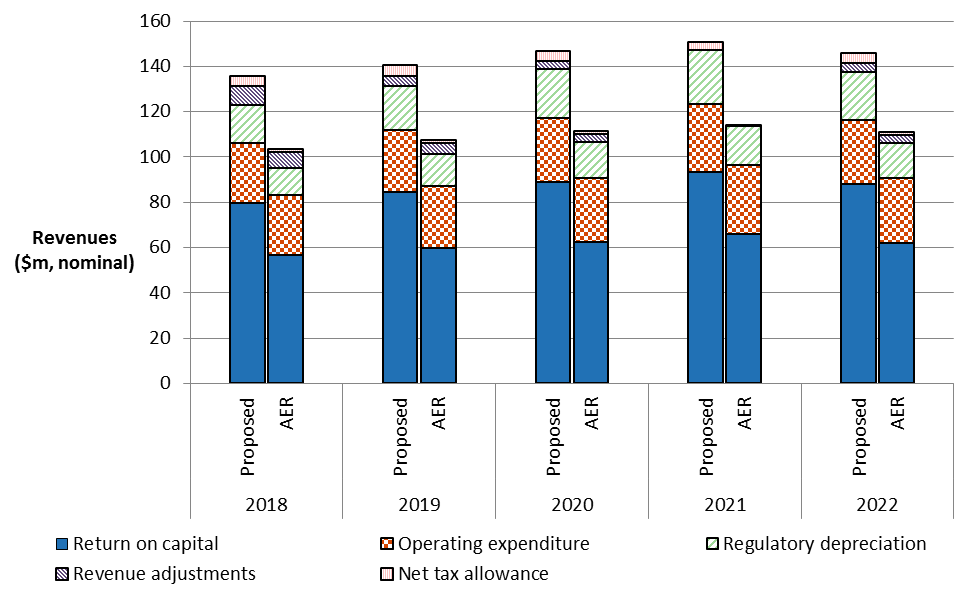 160
140
120
100
80
60
40
20
0
Revenues
($m, nominal)
Proposed
AER
Proposed
AER
Proposed
AER
Proposed
AER
Proposed
AER
2018
2019
2020
2021
2022
Return on capital
Operating expenditure
Regulatory depreciation
Revenue adjustments
Net tax allowance